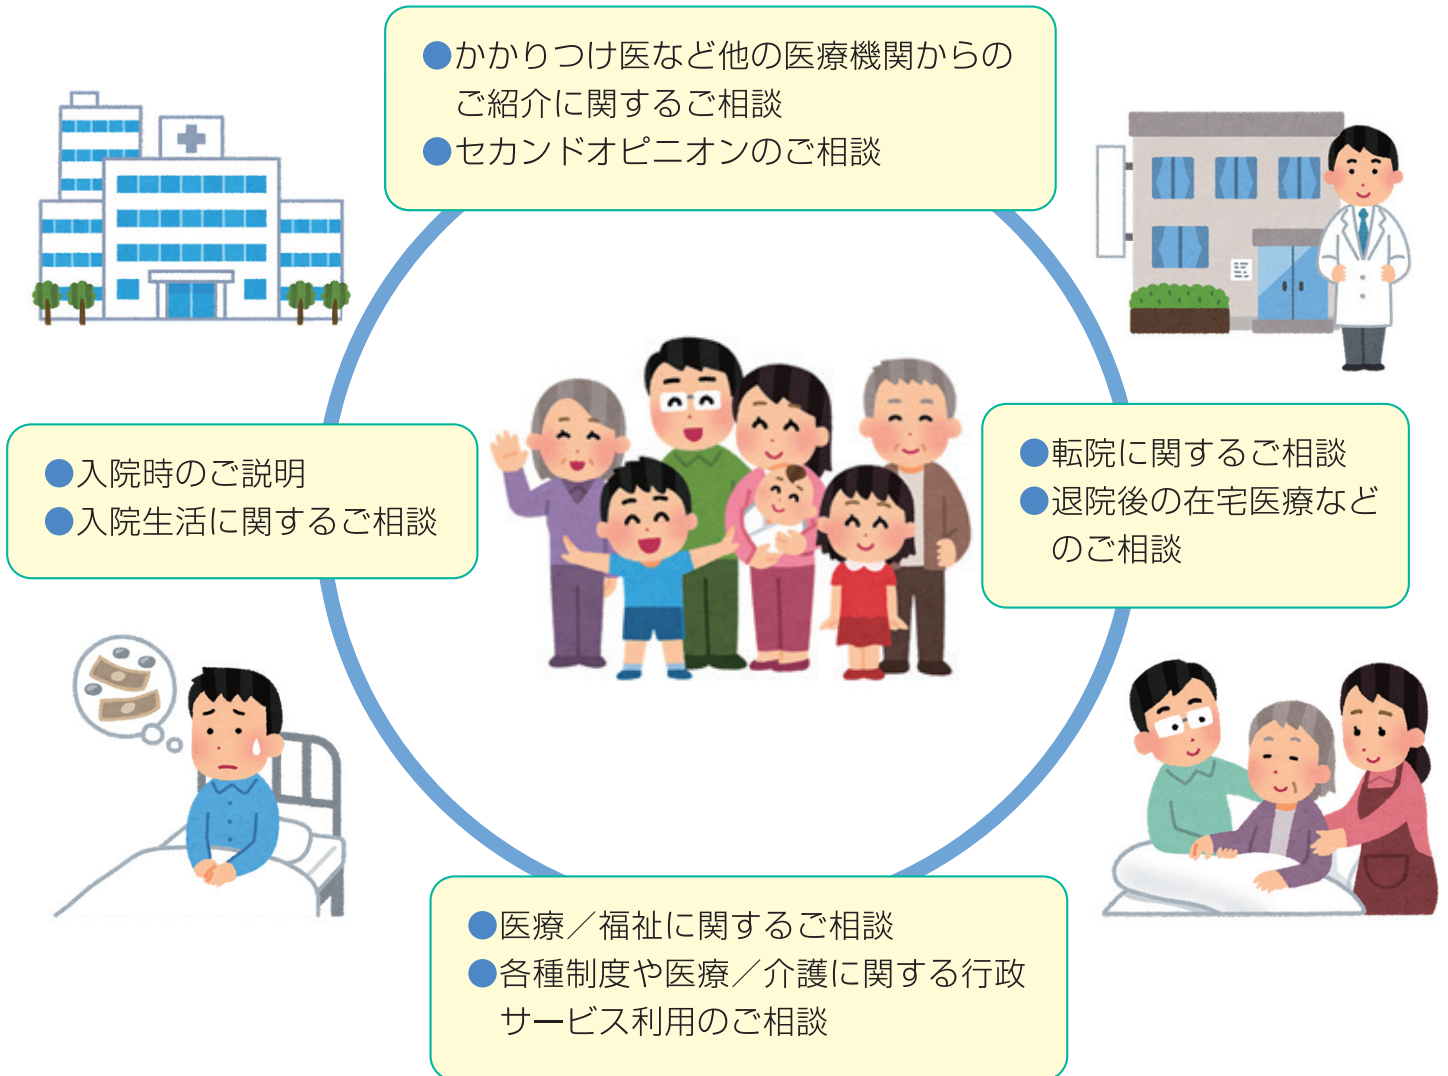 ●かかりつけ医など他の医療機関からの
ご紹介に関するご相談
●セカンドオピニオンのご相談
●入院時のご説明
●入院生活に関するご相談
●転院に関するご相談
●退院後の在宅医療など
のご相談
●医療／福祉に関するご相談
●各種制度や医療／介護に関する行政
サービス利用のご相談